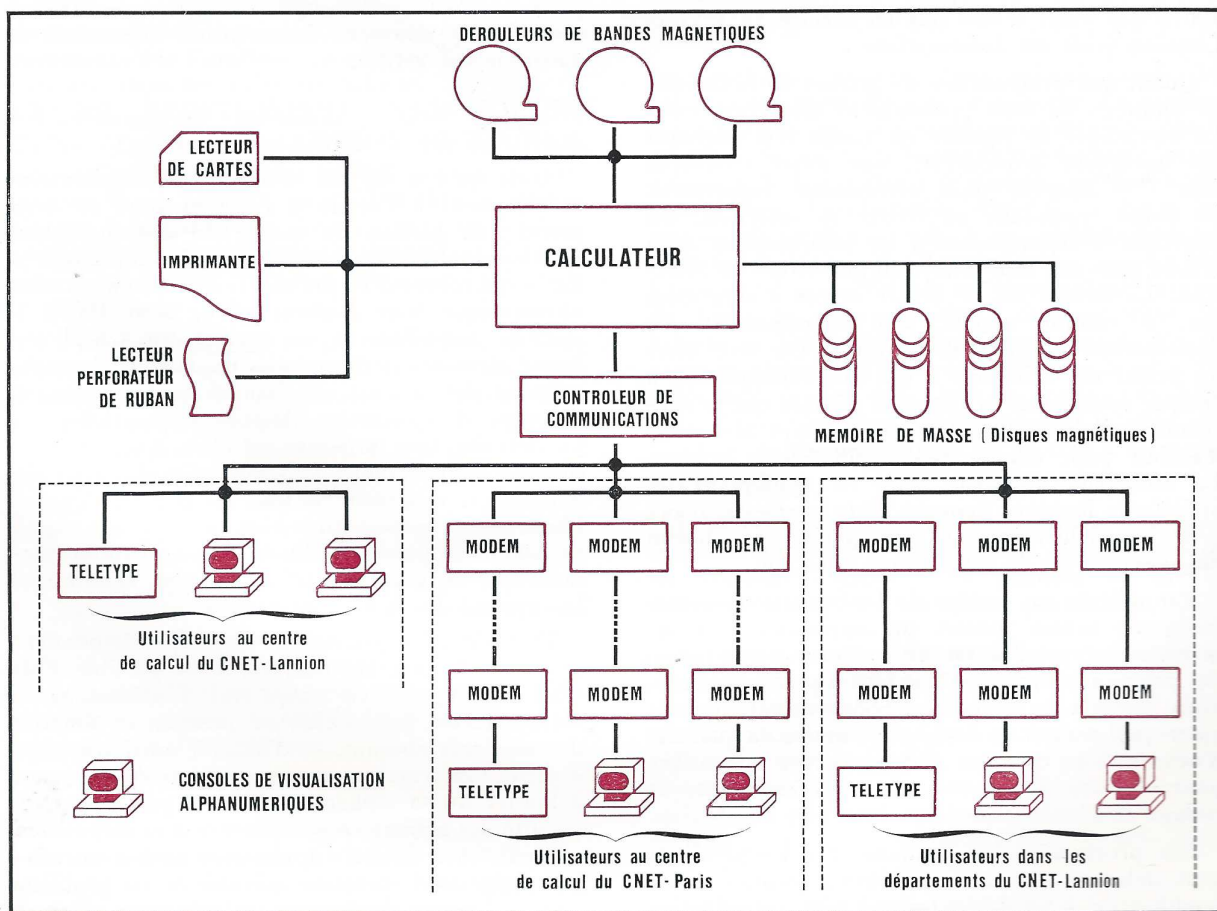 DEROULEURS DE BANDES MAGNETIQUES
LECTEUR
DE CARTES
IMPRIMANTE
LECTEUR
PERFORATEUR
DE RUBAN
CALCULATEUR
CONTROLEUR DE
COMMUNICATIONS
MEMOIRE DE MASSE (Disques magnétiques)
TELETYPE
Utilisateurs au centre
de calcul du CNET-Lannion
CONSOLES DE VISUALISATION
ALPHANUMERIQUES
MODEM MODEM MODEM
MODEM MODEM MODEM
TELETYPE
Utilisateurs au centre
de calcul du CNET-Paris
MODEM MODEM MODEM
MODEM MODEM MODEM
TELETYPE
Utilisateurs dans les
départements du CNET-Lannion